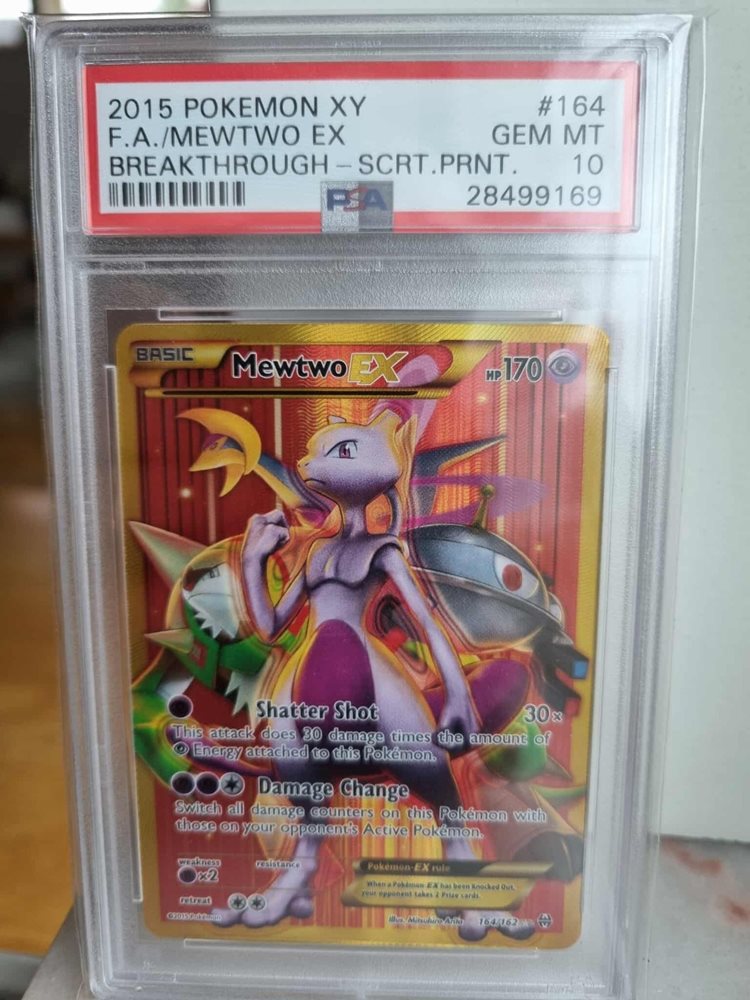 2015 POKEMON XY #164
F.A./MEWTWO EX GEM MT
BREAKTHROUGH - SCRT.PRNT. 10
PSA 28499169
BASIC Mewtwo EX HP 170
Shatter Shot 30x
This attack does 30 damage times the amount of
Energy attached to this Pokémon.
Damage Change
Switch all damage counters on this Pokémon with
those on your opponent's Active Pokémon.
weakness resistance
×2
Pokémon-EX rule
When a Pokémon-EX has been Knocked Out,
your opponent takes 2 Prize cards.
retreat
©2015 Pokémon Illus. Mitsuhiro Arita 164/162